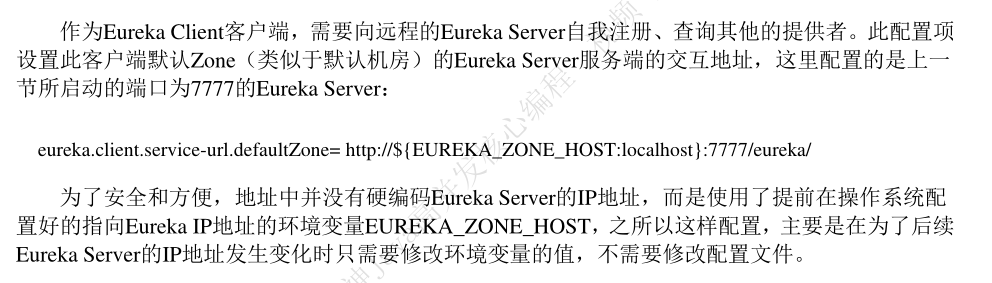 作为Eureka Client客户端，需要向远程的Eureka Server自我注册、查询其他的提供者。此配置项
设置此客户端默认Zone（类似于默认机房）的Eureka Server服务端的交互地址，这里配置的是上一
节所启动的端口为7777的Eureka Server：
eureka.client.service-url.defaultZone= http://${EUREKA_ZONE_HOST:localhost}:7777/eureka/
为了安全和方便，地址中并没有硬编码Eureka Server的IP地址，而是使用了提前在操作系统配
置好的指向Eureka IP地址的环境变量EUREKA_ZONE_HOST，之所以这样配置，主要是在为了后续
Eureka Server的IP地址发生变化时只需要修改环境变量的值，不需要修改配置文件。